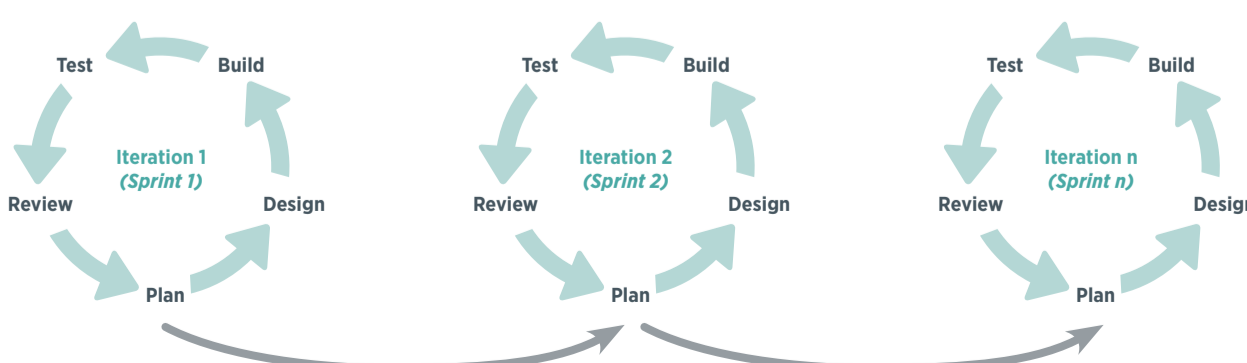 Test
Build
Iteration 1
(Sprint 1)
Review
Design
Plan
Test
Build
Iteration 2
(Sprint 2)
Review
Design
Plan
Test
Build
Iteration n
(Sprint n)
Review
Design
Plan